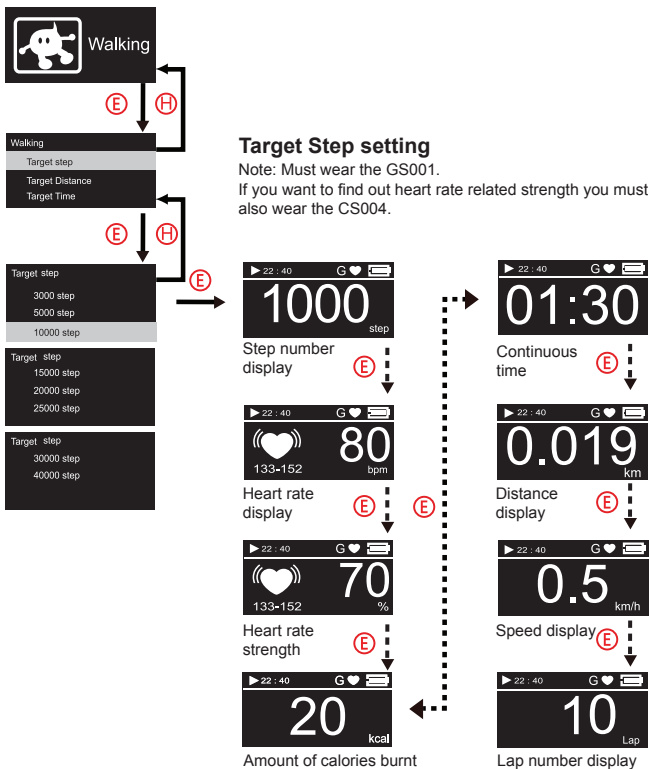 Walking
E
H
Walking
Target step
Target Distance
Target Time
E
H
Target step
3000 step
5000 step
10000 step
Target step
15000 step
20000 step
25000 step
Target step
30000 step
40000 step
E
Target Step setting
Note: Must wear the GS001.
If you want to find out heart rate related strength you must
also wear the CS004.
22 : 40 G
1000
step
Step number
display
E
22 : 40 G
133-152
80
bpm
Heart rate
display
E
E
22 : 40 G
133-152
70
%
Heart rate
strength
E
22 : 40 G
20
kcal
Amount of calories burnt
22 : 40 G
01:30
Continuous
time
E
22 : 40 G
0.019
km
Distance
display
E
22 : 40 G
0.5
km/h
Speed display
E
22 : 40 G
10
Lap
Lap number display